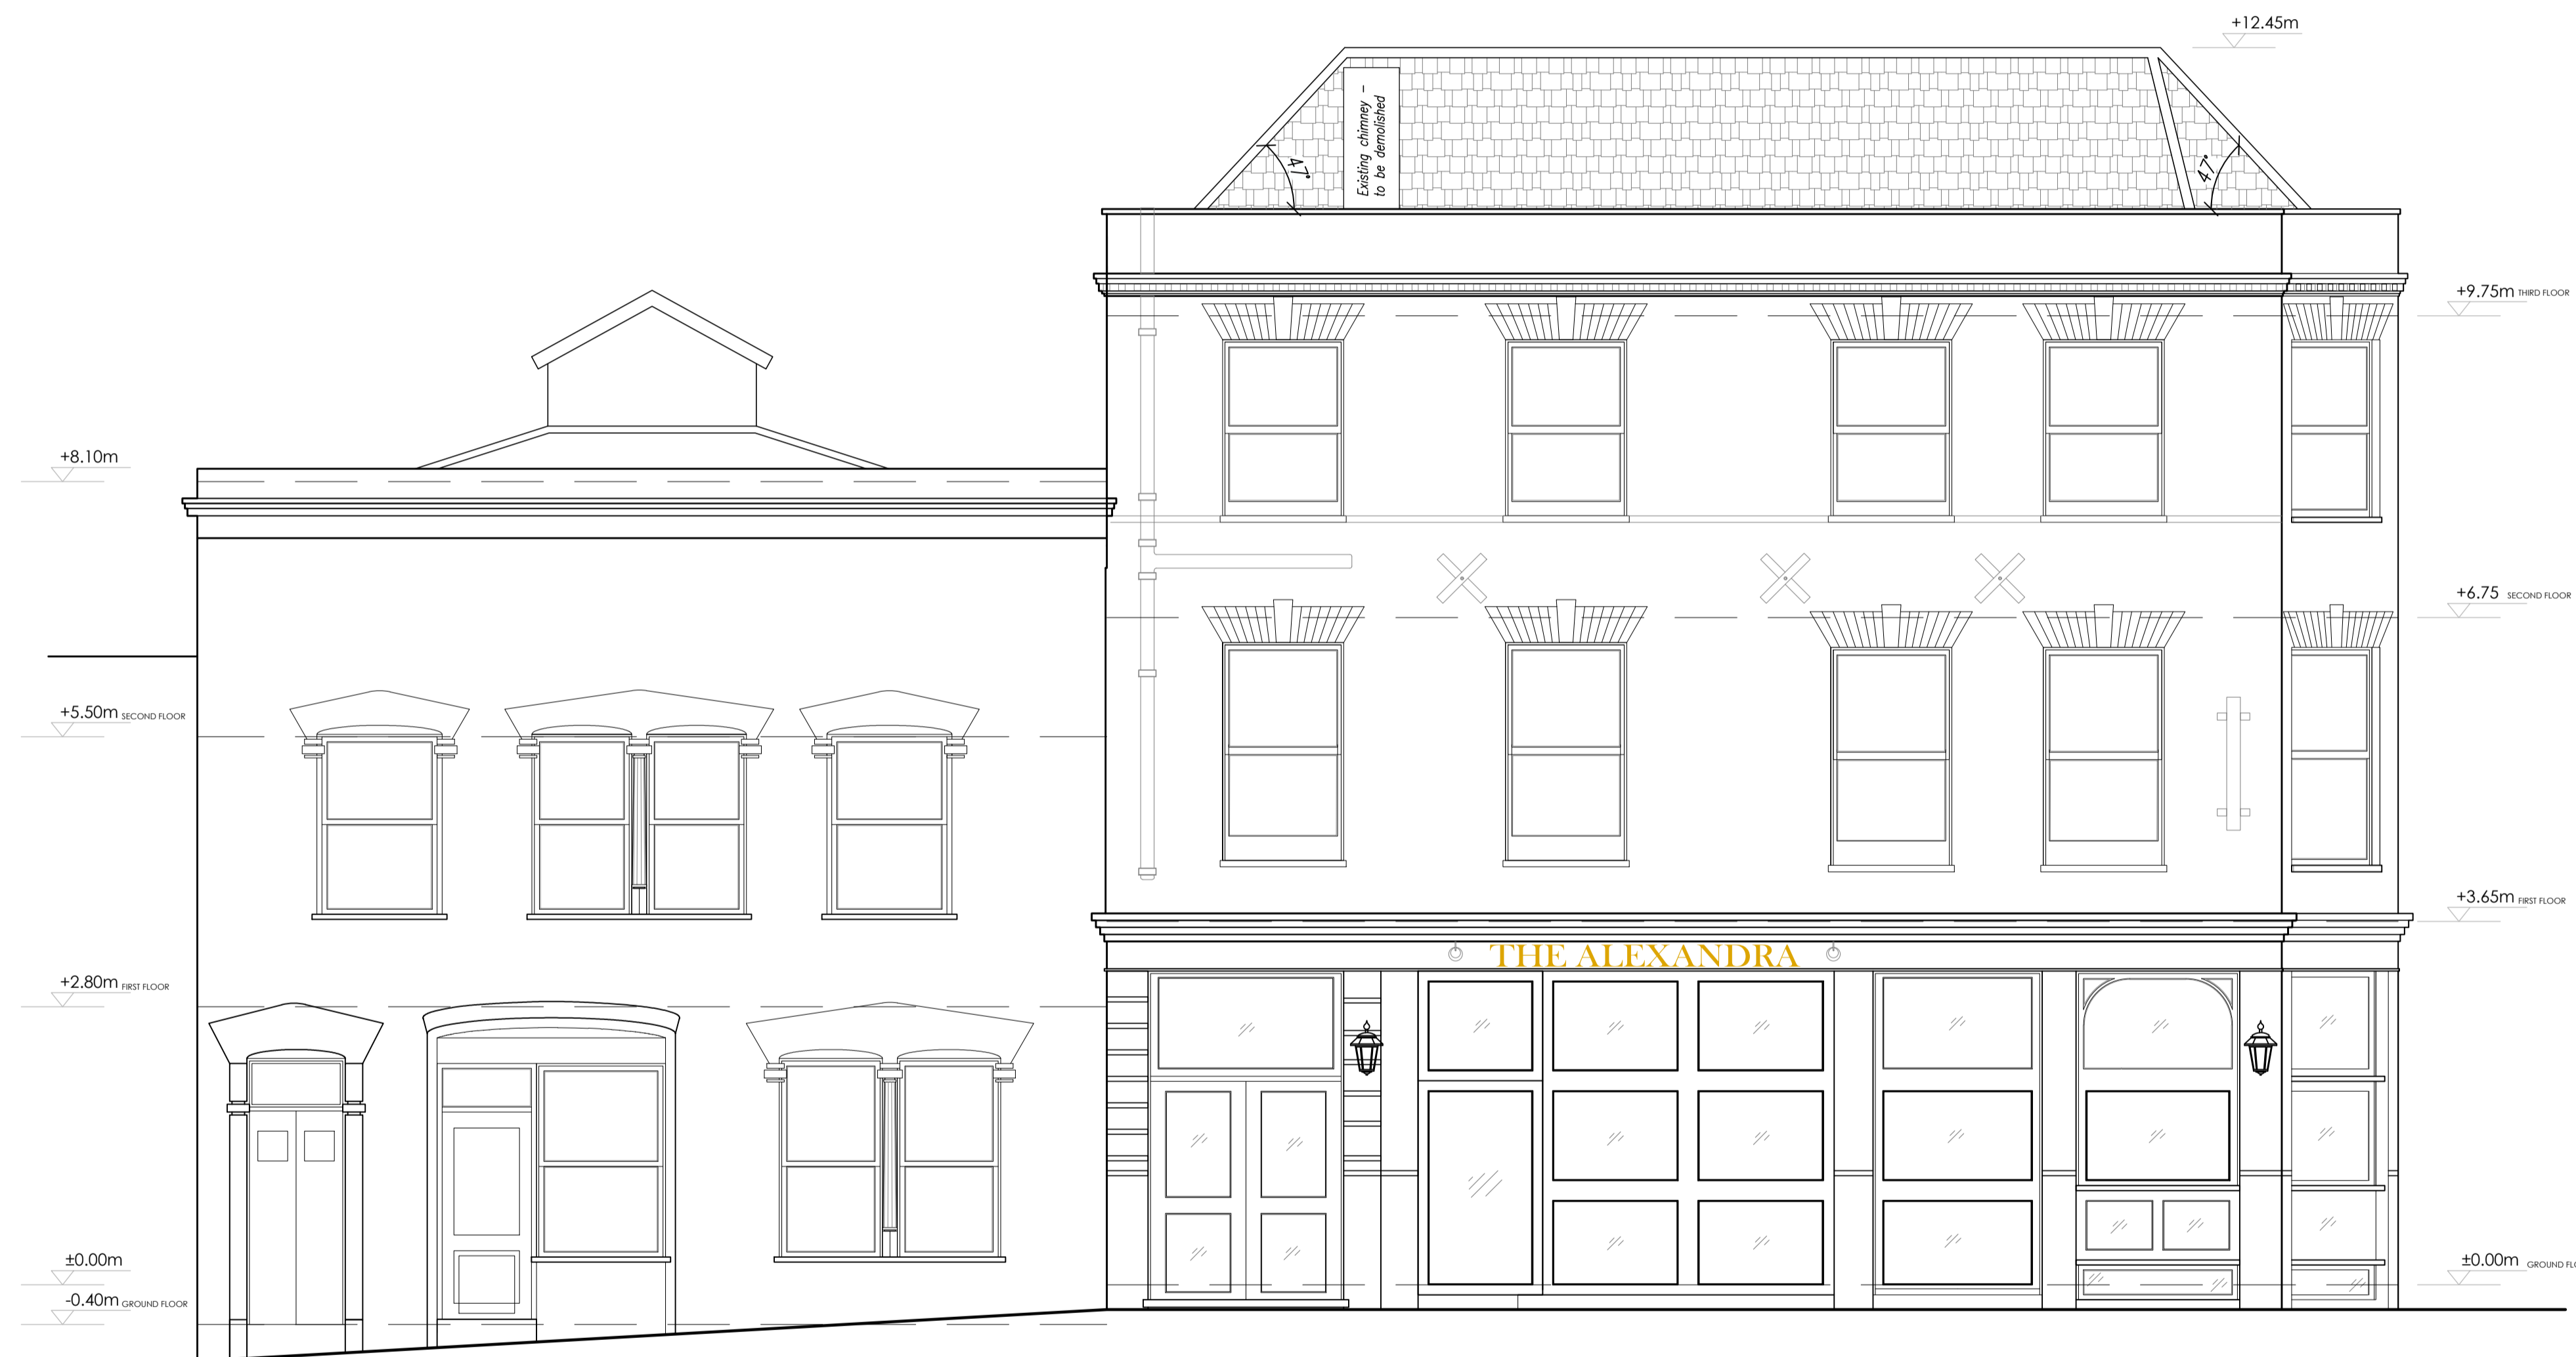 +12.45m
Existing chimney –
to be demolished
47°
47°
+9.75m THIRD FLOOR
+8.10m
+6.75 SECOND FLOOR
+5.50m SECOND FLOOR
+3.65m FIRST FLOOR
THE ALEXANDRA
+2.80m FIRST FLOOR
±0.00m
±0.00m GROUND FLO
-0.40m GROUND FLOOR